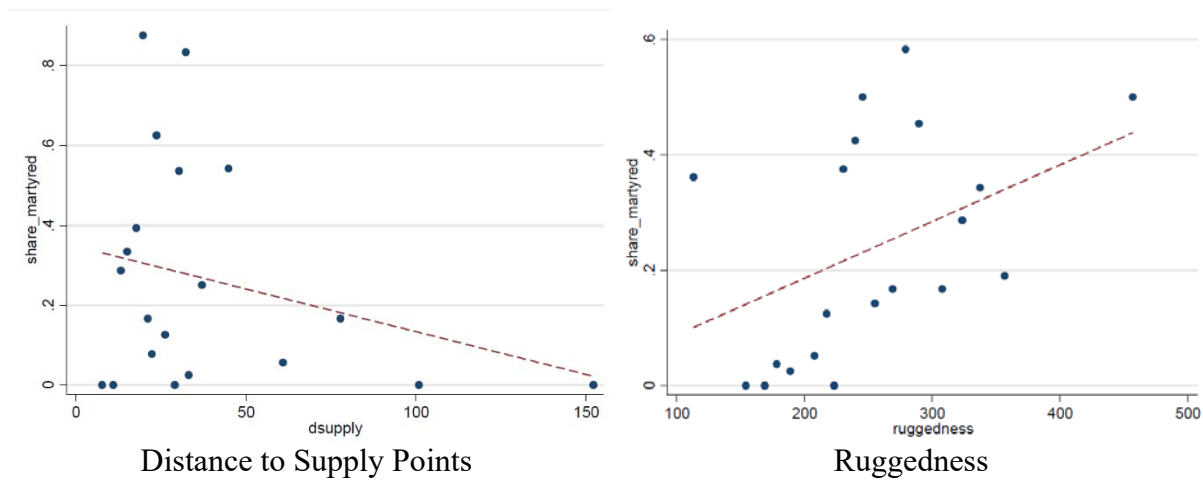 share_martyred
.8
.6
.4
.2
0
0 50 100 150
dsupply
Distance to Supply Points
share_martyred
.6
.4
.2
0
100 200 300 400 500
ruggedness
Ruggedness